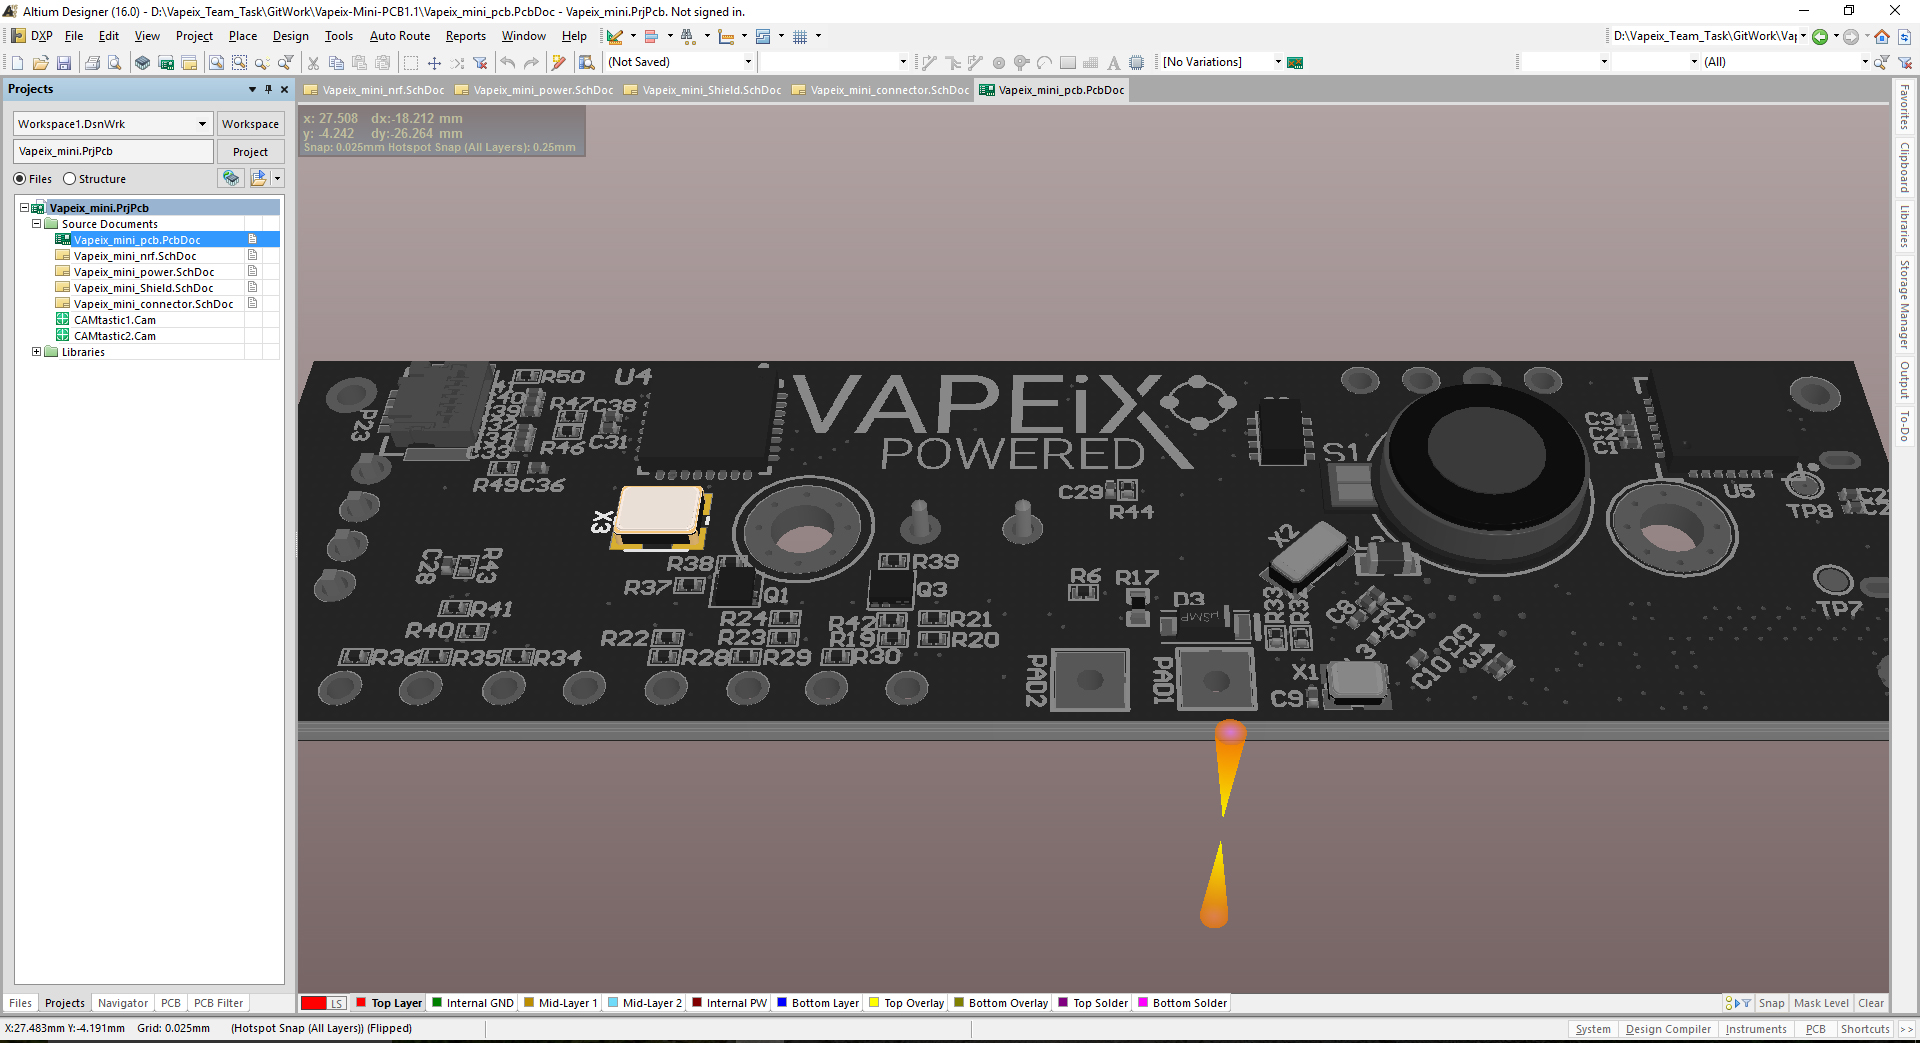 Altium Designer (16.0) - D:\Vapeix_Team_Task\GitWork\Vapeix-Mini-PCB1.1\Vapeix_mini_pcb.PcbDoc - Vapeix_mini.PrjPcb. Not signed in.
DXP File Edit View Project Place Design Tools Auto Route Reports Window Help
D:\Vapeix_Team_Task\GitWork\Va
(Not Saved)
[No Variations]
(All)
Projects
Vapeix_mini_nrf.SchDoc Vapeix_mini_power.SchDoc Vapeix_mini_Shield.SchDoc Vapeix_mini_connector.SchDoc Vapeix_mini_pcb.PcbDoc
Workspace1.DsnWrk Workspace
Vapeix_mini.PrjPcb Project
Files Structure
Vapeix_mini.PrjPcb
Source Documents
Vapeix_mini_pcb.PcbDoc
Vapeix_mini_nrf.SchDoc
Vapeix_mini_power.SchDoc
Vapeix_mini_Shield.SchDoc
Vapeix_mini_connector.SchDoc
CAMtastic1.Cam
CAMtastic2.Cam
Libraries
x: 27.508 dx:-18.212 mm
y: -4.242 dy:-26.264 mm
Snap: 0.025mm Hotspot Snap (All Layers): 0.25mm
Favorites
Clipboard
Libraries
Storage Manager
Output
To-Do
R50
U4
VAPEiX
POWERED
P23
R47
C38
R46
C31
C33
R49
C36
X3
S1
C3
C2
C1
C29
R44
U5
TP8
X2
C28
R43
R38
R37
Q1
R39
Q3
R6
R17
D3
R33
TP7
R41
R40
R24
R23
R22
R42
R19
R21
R20
R36
R35
R34
R28
R29
R30
PAD2
PAD1
X1
C9
C8
C10
C14
Files Projects Navigator PCB PCB Filter
LS Top Layer Internal GND Mid-Layer 1 Mid-Layer 2 Internal PW Bottom Layer Top Overlay Bottom Overlay Top Solder Bottom Solder
Snap Mask Level Clear
X:27.483mm Y:-4.191mm Grid: 0.025mm (Hotspot Snap (All Layers)) (Flipped)
System Design Compiler Instruments PCB Shortcuts >>